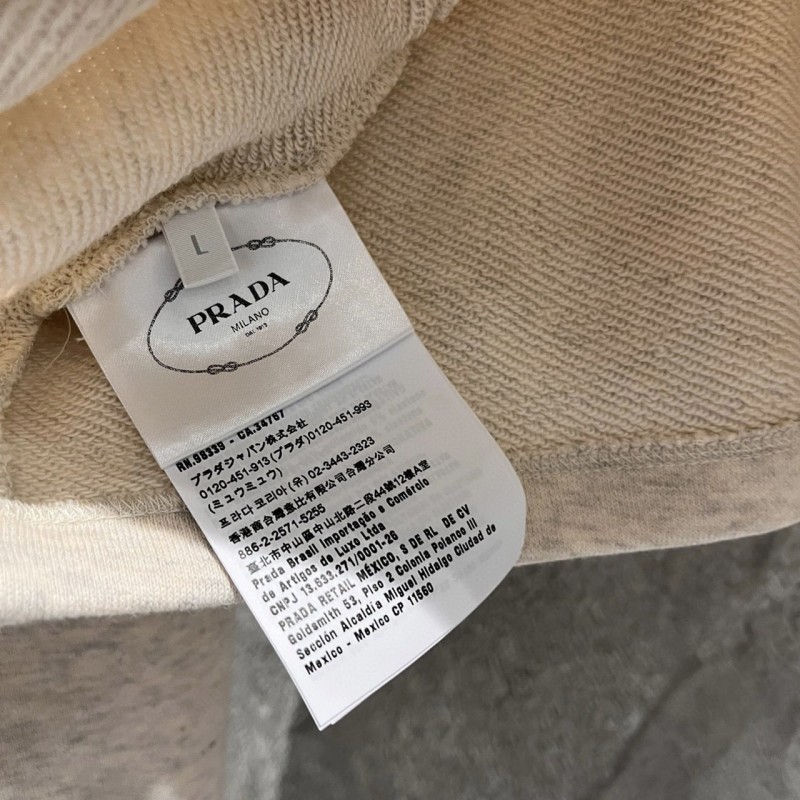 L
PRADA
MILANO
DAL 1913
RN.98339 - CA.34757
プラダジャパン株式会社
0120-451-913(プラダ)0120-451-993
(ミュウミュウ)
프라다 코리아 (유) 02-3443-2323
香港商台灣普比有限公司台灣分公司
886-2-2571-5255
臺北市中山區中山北路二段44號12樓A室
Prada Brasil Importação e Comércio
de Artigos de Luxo Ltda
CNPJ 13.633.271/0001-26
PRADA RETAIL MÉXICO, S DE RL. DE CV
Goldsmith 53, Piso 2 Colonia Polanco III
Sección Alcaldía Miguel Hidalgo Ciudad de
Mexico - Mexico CP 11560